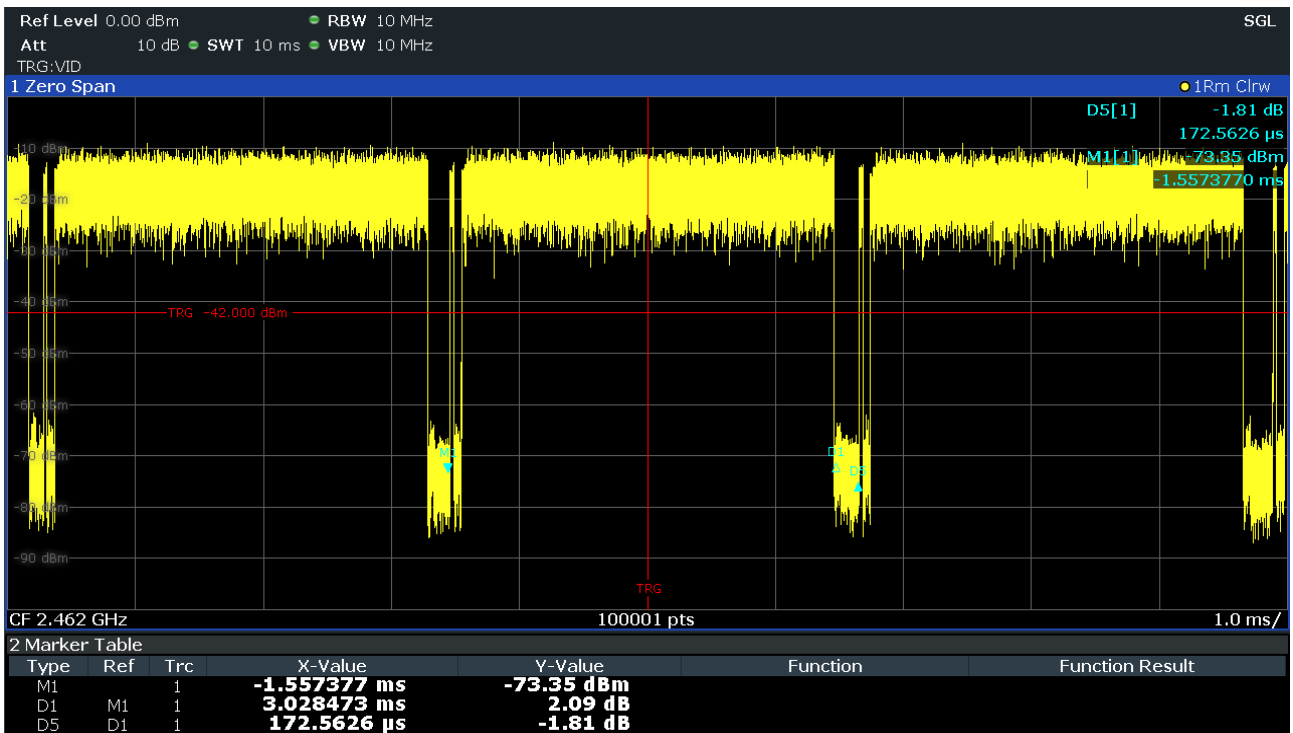 Ref Level 0.00 dBm RBW 10 MHz SGL
Att 10 dB SWT 10 ms VBW 10 MHz
TRG:VID
1 Zero Span 1Rm Clrw
D5[1] -1.81 dB
172.5626 µs
-10 dBm M1[1] -73.35 dBm
-1.5573770 ms
-20 dBm
-30 dBm
-40 dBm
TRG -42.000 dBm
-50 dBm
-60 dBm
-70 dBm M1 D1
D5
-80 dBm
-90 dBm
TRG
CF 2.462 GHz 100001 pts 1.0 ms/
2 Marker Table
Type Ref Trc X-Value Y-Value Function Function Result
M1 1 -1.557377 ms -73.35 dBm
D1 M1 1 3.028473 ms 2.09 dB
D5 D1 1 172.5626 µs -1.81 dB